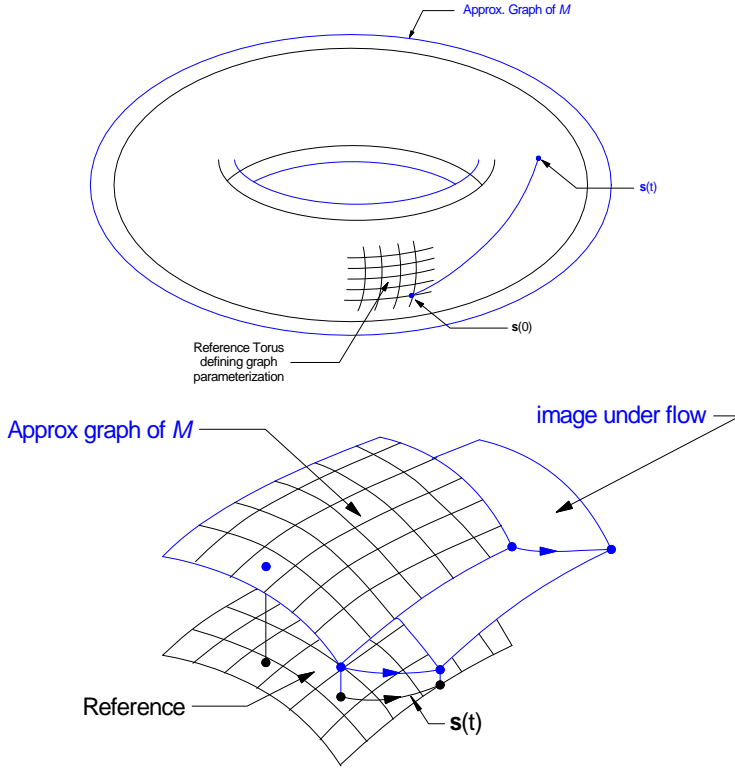 Approx. Graph of M
s(t)
s(0)
Reference Torus
defining graph
parameterization
image under flow
Approx graph of M
Reference
s(t)